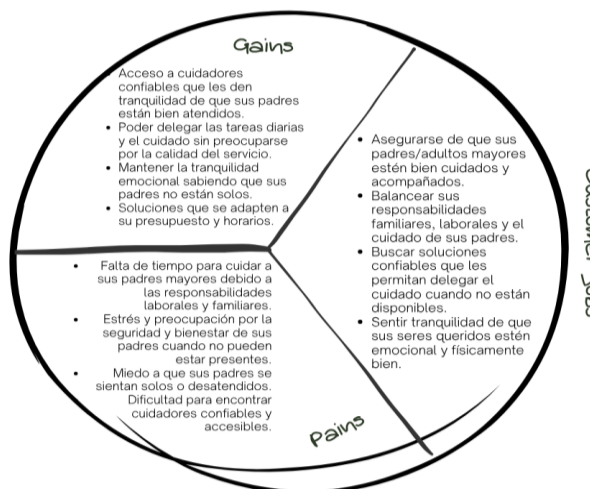 Gains
Acceso a cuidadores
confiables que les den
tranquilidad de que sus padres
están bien atendidos.
• Poder delegar las tareas diarias
y el cuidado sin preocuparse
por la calidad del servicio.
• Mantener la tranquilidad
emocional sabiendo que sus
padres no están solos.
• Soluciones que se adapten a
su presupuesto y horarios.
• Asegurarse de que sus
padres/adultos mayores
estén bien cuidados y
acompañados.
• Balancear sus
responsabilidades
familiares, laborales y el
cuidado de sus padres.
• Buscar soluciones
confiables que les
permitan delegar el
cuidado cuando no están
disponibles.
• Sentir tranquilidad de que
sus seres queridos estén
emocional y físicamente
bien.
• Falta de tiempo para cuidar a
sus padres mayores debido a
las responsabilidades
laborales y familiares.
• Estrés y preocupación por la
seguridad y bienestar de sus
padres cuando no pueden
estar presentes.
• Miedo a que sus padres se
sientan solos o desatendidos.
Dificultad para encontrar
cuidadores confiables y
accesibles.
Pains